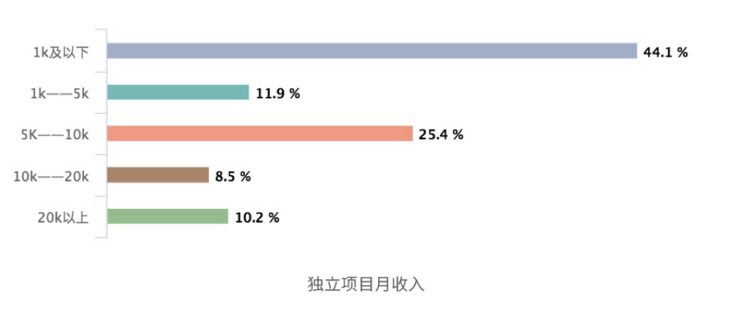 1k及以下
44.1 %
1k——5k
11.9 %
5K——10k
25.4 %
10k——20k
8.5 %
20k以上
10.2 %
独立项目月收入